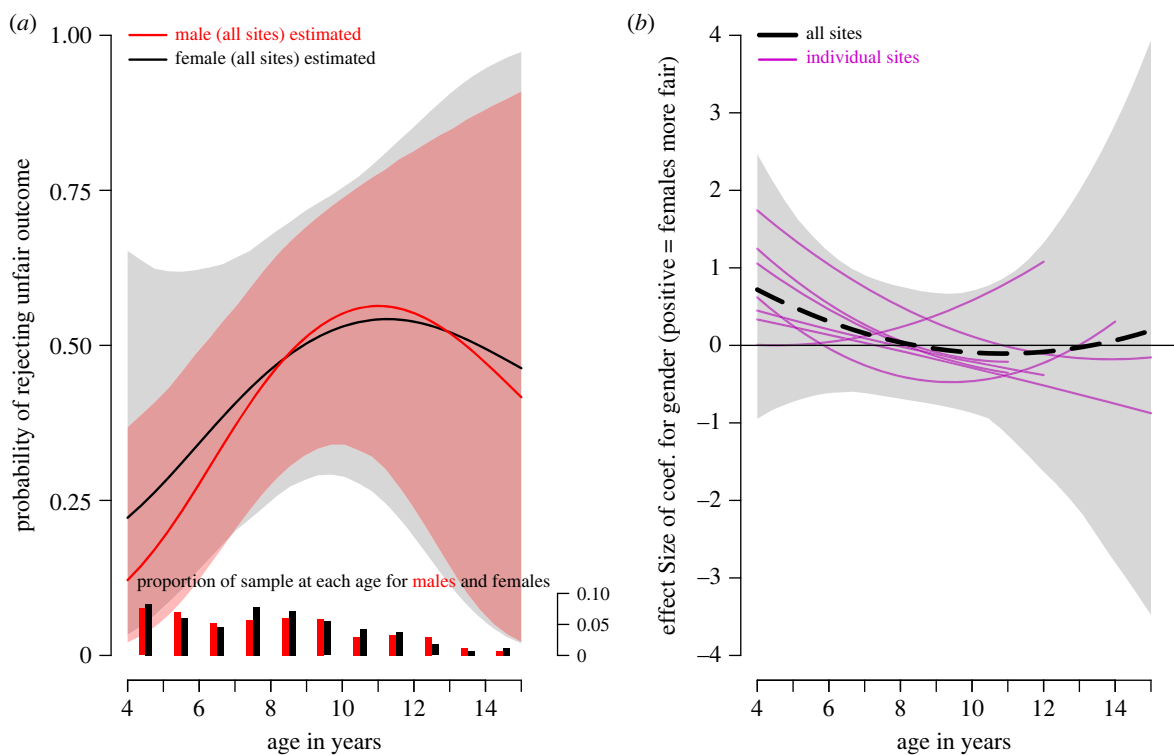 (a)
male (all sites) estimated
female (all sites) estimated
probability of rejecting unfair outcome
1.00
0.75
0.50
0.25
0
proportion of sample at each age for males and females
0.10
0.05
0
4 6 8 10 12 14
age in years
(b)
all sites
individual sites
effect Size of coef. for gender (positive = females more fair)
4
3
2
1
0
–1
–2
–3
–4
4 6 8 10 12 14
age in years